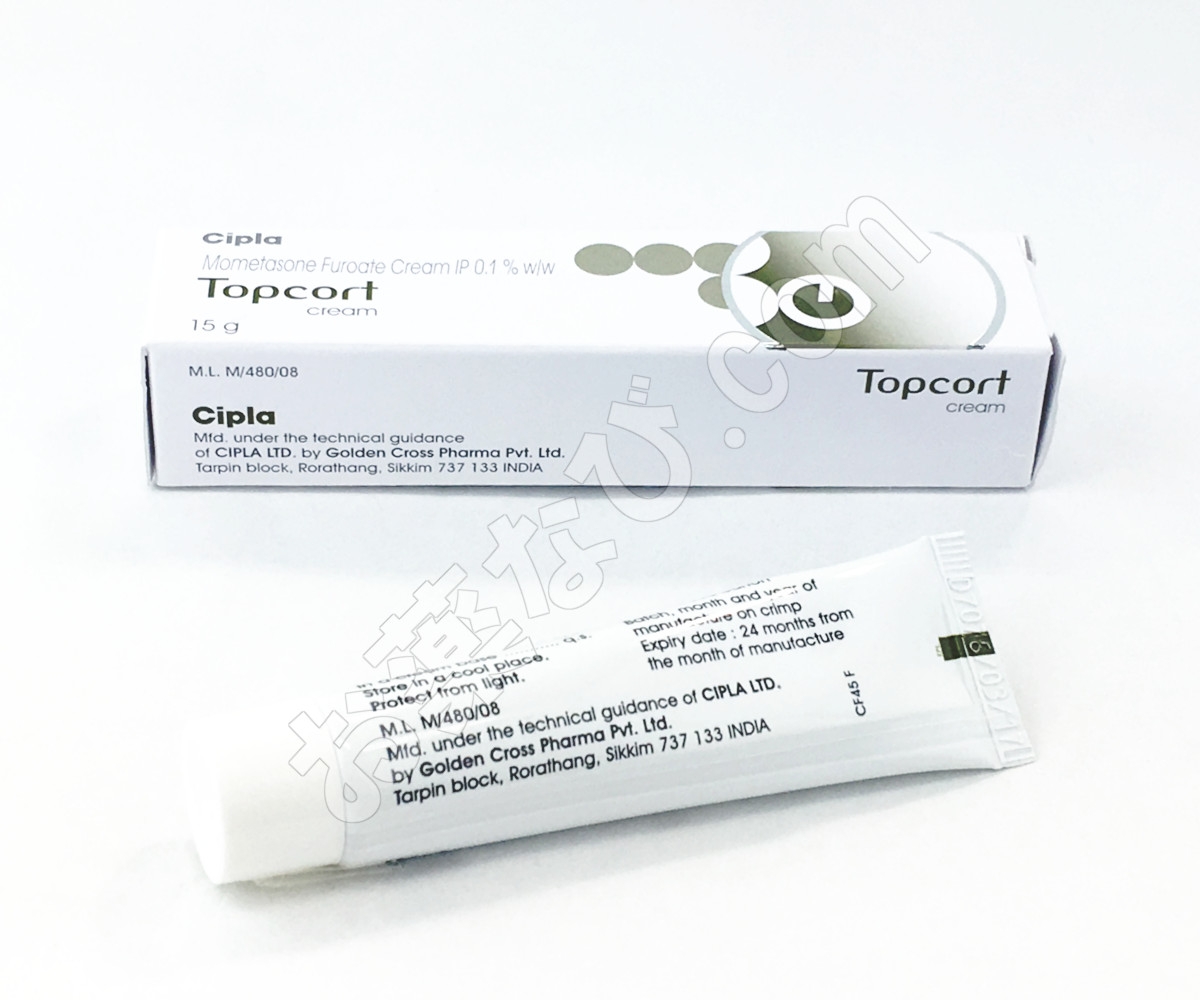 Cipla
Mometasone Furoate Cream IP 0.1 % w/w
Topcort
cream
15 g
M.L. M/480/08
Cipla
Mfd. under the technical guidance
of CIPLA LTD. by Golden Cross Pharma Pvt. Ltd.
Tarpin block, Rorathang, Sikkim 737 133 INDIA
Topcort
cream
お薬なび.com
q.s.
Store in a cool place.
Protect from light.
M.L. M/480/08
Mfd. under the technical guidance of CIPLA LTD.
by Golden Cross Pharma Pvt. Ltd.
Tarpin block, Rorathang, Sikkim 737 133 INDIA
Batch, month and year of
manufacture on crimp
Expiry date : 24 months from
the month of manufacture
CF45 F